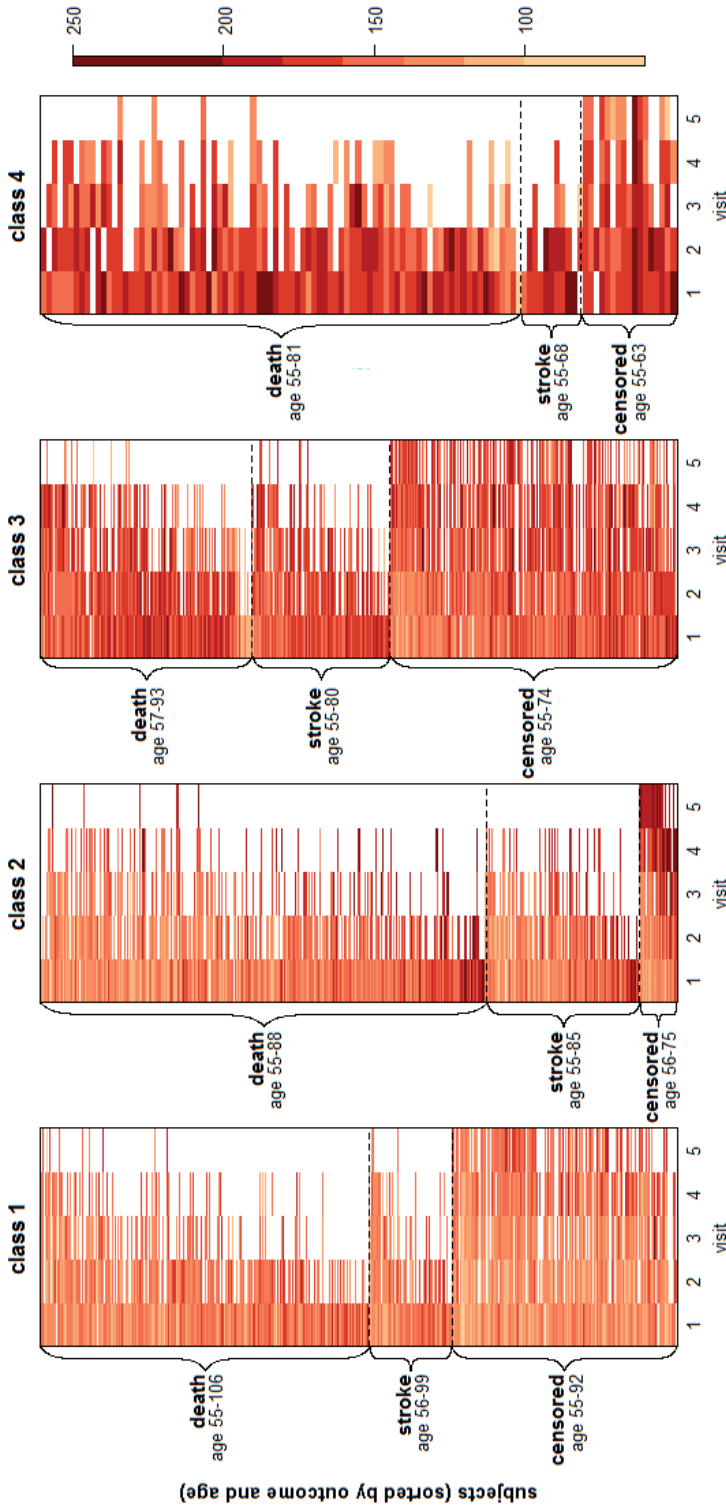 subjects (sorted by outcome and age)
class 1
death
age 55-106
stroke
age 56-99
censored
age 55-92
1 2 3 4 5
visit
class 2
death
age 55-88
stroke
age 55-85
censored
age 56-75
1 2 3 4 5
visit
class 3
death
age 57-93
stroke
age 55-80
censored
age 55-74
1 2 3 4 5
visit
class 4
death
age 55-81
stroke
age 55-68
censored
age 55-63
1 2 3 4 5
visit
250
200
150
100